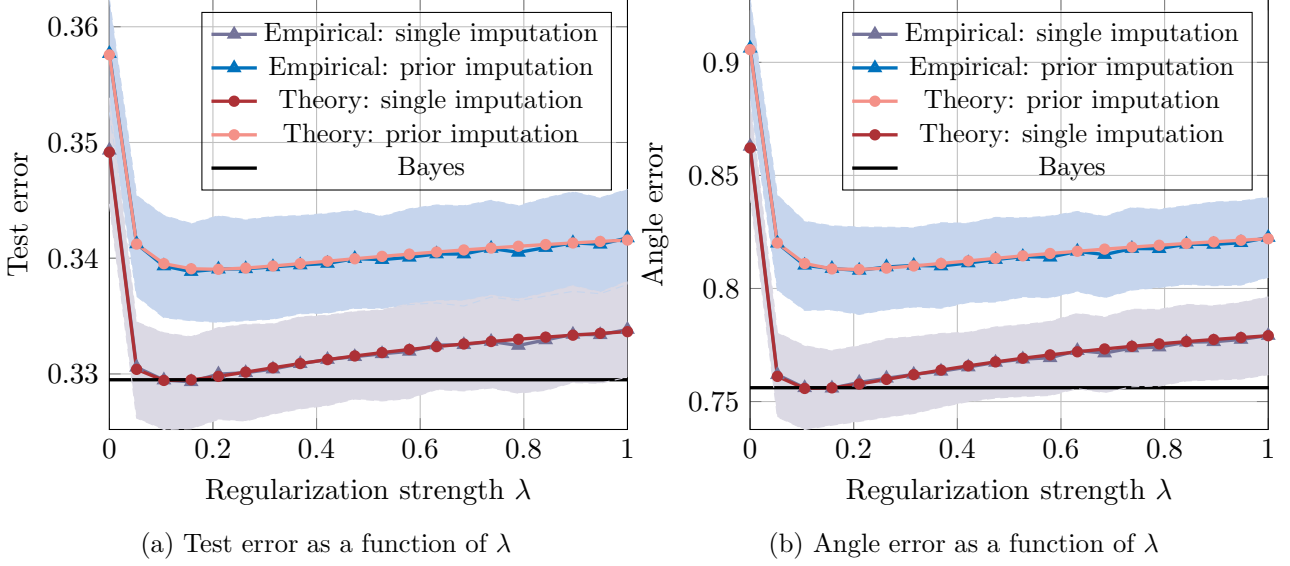 0.36
0.35
0.34
0.33
Test error
Empirical: single imputation
Empirical: prior imputation
Theory: single imputation
Theory: prior imputation
Bayes
0 0.2 0.4 0.6 0.8 1
Regularization strength λ
(a) Test error as a function of λ
0.9
0.85
0.8
0.75
Angle error
Empirical: single imputation
Empirical: prior imputation
Theory: prior imputation
Theory: single imputation
Bayes
0 0.2 0.4 0.6 0.8 1
Regularization strength λ
(b) Angle error as a function of λ